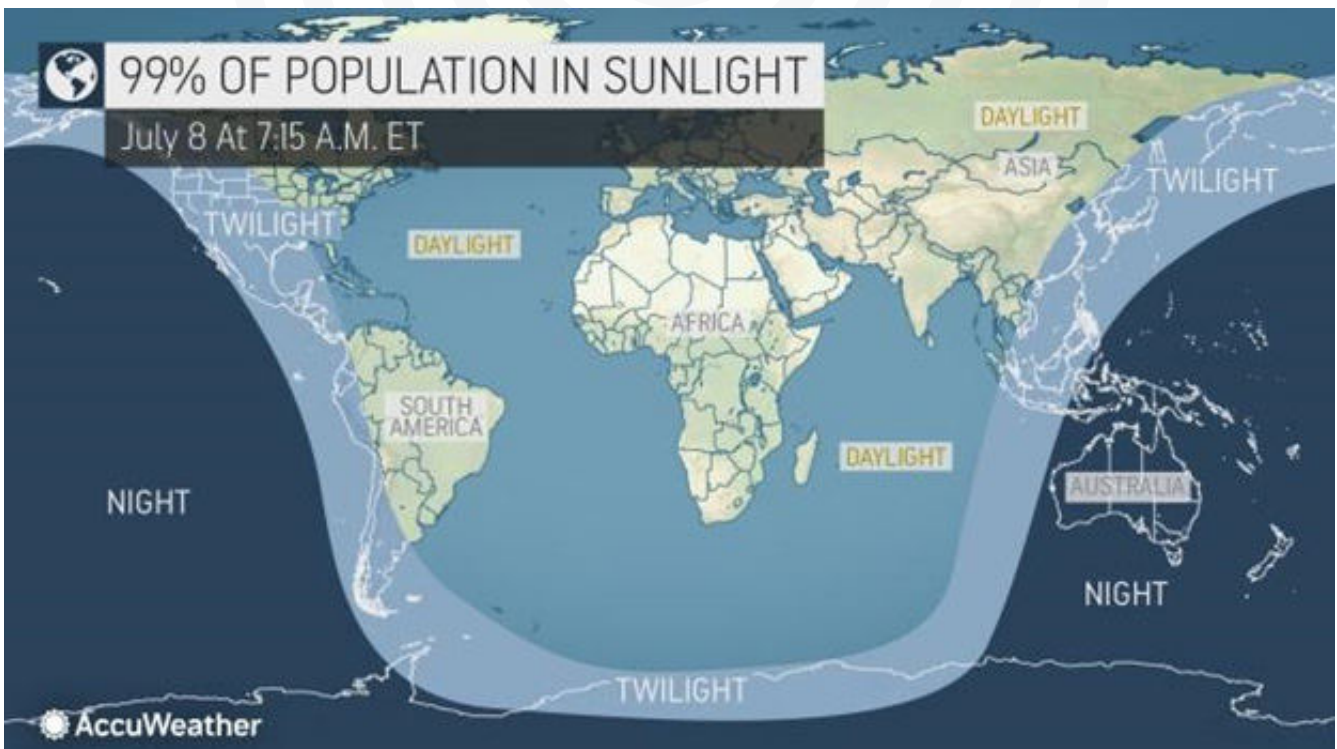 99% OF POPULATION IN SUNLIGHT
July 8 At 7:15 A.M. ET
DAYLIGHT
ASIA
TWILIGHT
TWILIGHT
DAYLIGHT
AFRICA
SOUTH
AMERICA
DAYLIGHT
NIGHT
AUSTRALIA
NIGHT
TWILIGHT
AccuWeather